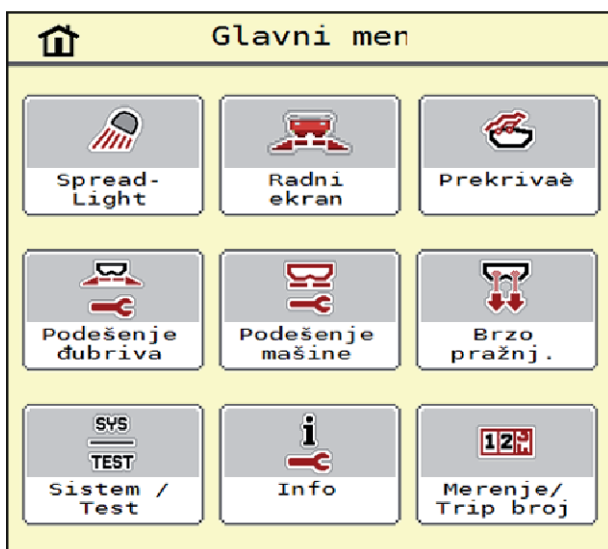 Glavni men
Spread-
Light
Radni
ekran
Prekrivaè
Podešenje
đubriva
Podešenje
mašine
Brzo
pražnj.
SYS
TEST
Sistem /
Test
i
Info
123
Merenje/
Trip broj